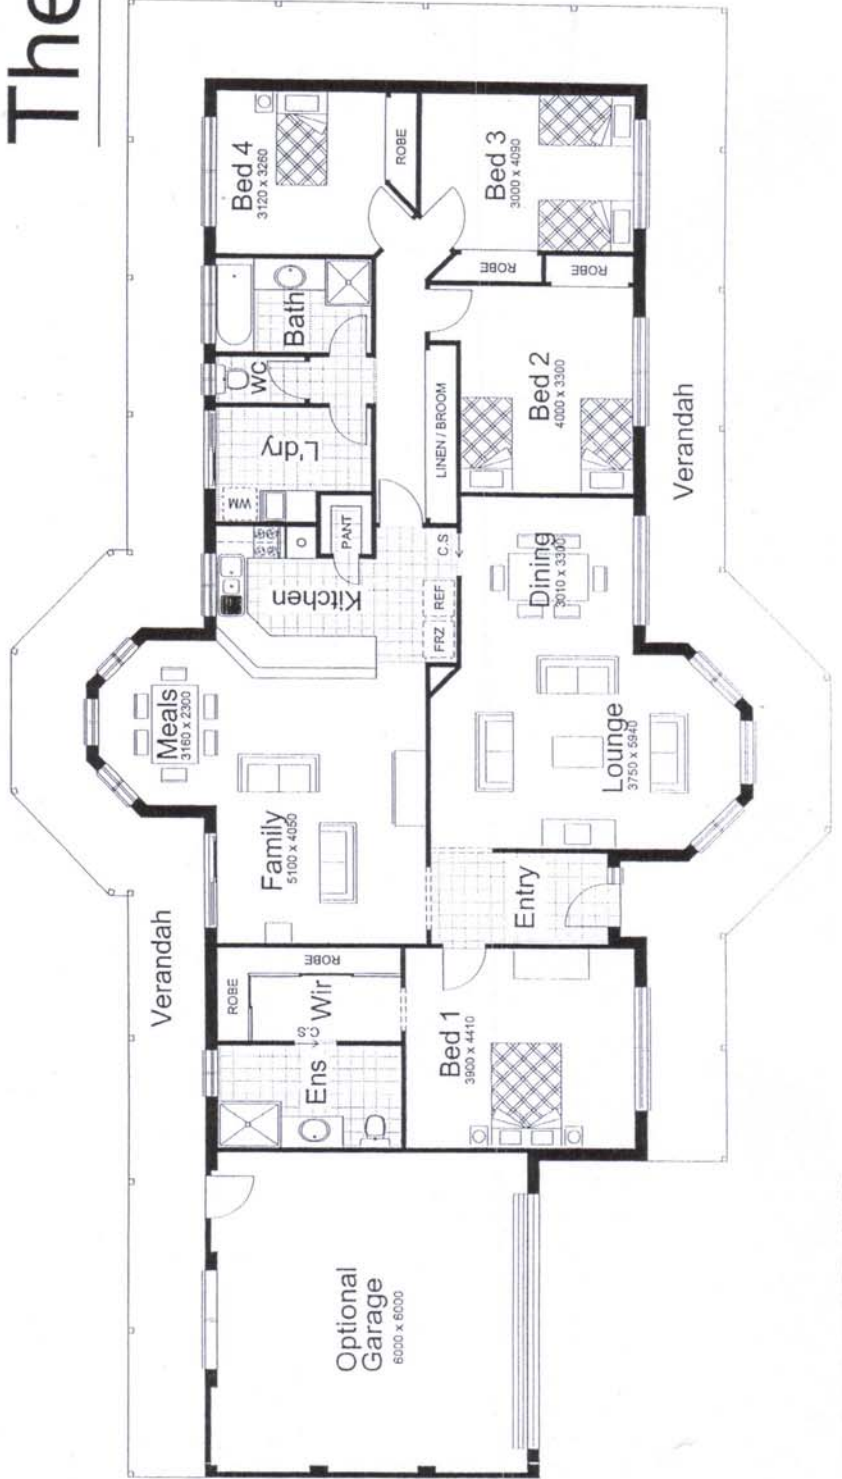 The
Verandah
Optional
Garage
6000 x 6000
Ens
C.S
ROBE
ROBE
Wir
Bed 1
3900 x 4410
Entry
Family
5100 x 4050
Meals
3160 x 2300
Lounge
3750 x 5940
Dining
3010 x 3300
Kitchen
FRZ
REF
C.S
PANT
WM
L'dry
WC
Bath
LINEN / BROOM
Bed 2
4000 x 3300
ROBE
ROBE
Bed 3
3000 x 4090
Bed 4
3120 x 3260
ROBE
Verandah